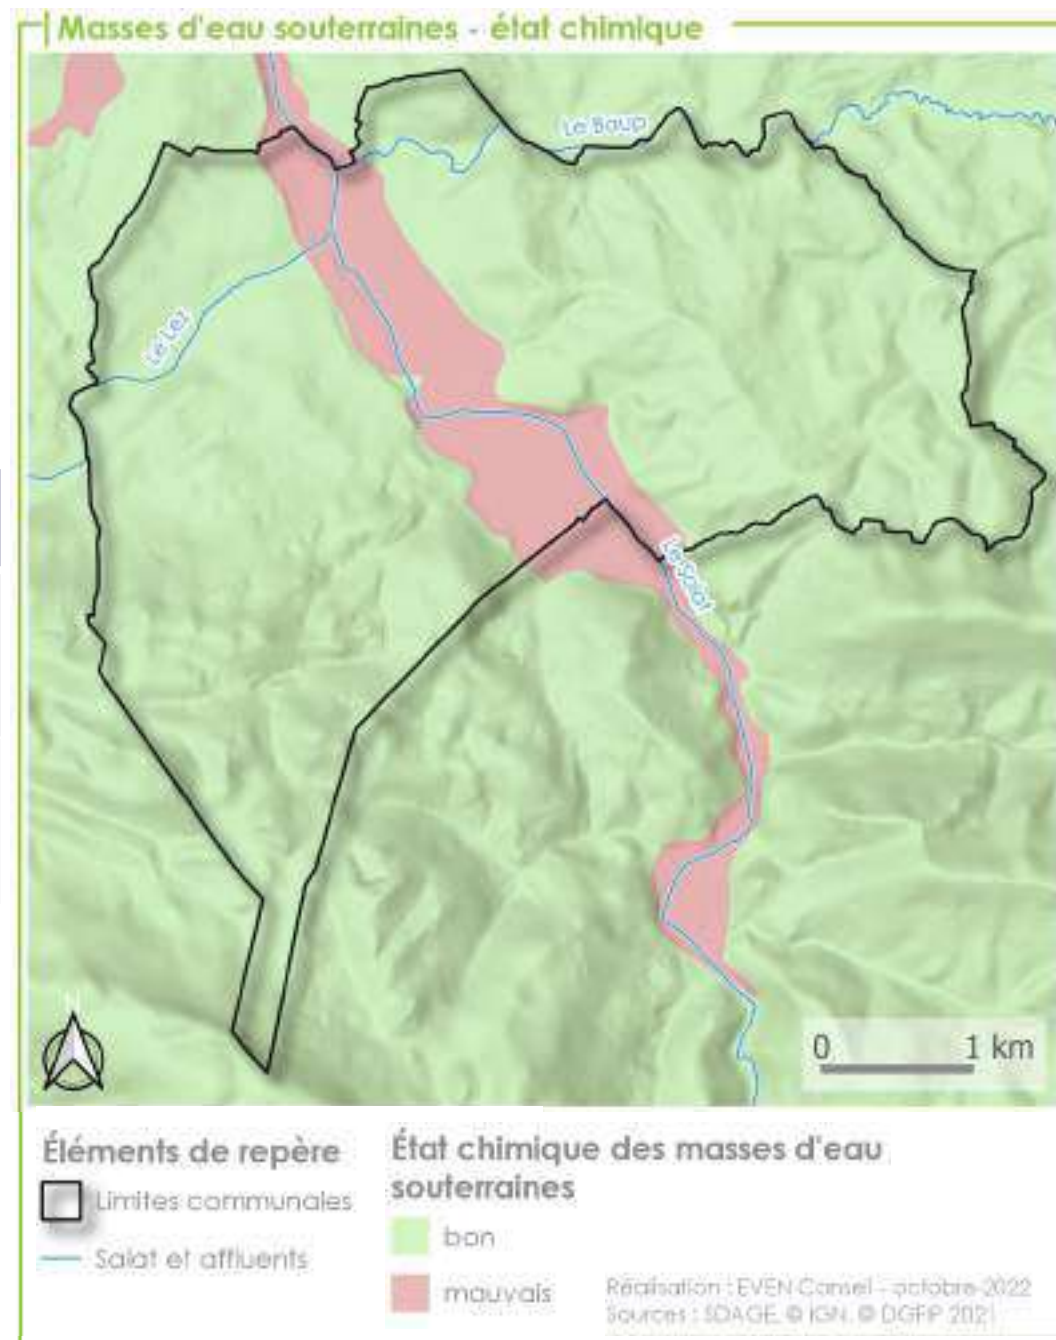 Masses d'eau souterraines - état chimique
Le Baup
Le Lez
Le Salat
N
0 1 km
Éléments de repère
Limites communales
Salat et affluents
État chimique des masses d'eau
souterraines
bon
mauvais
Réalisation : EVEN Conseil - octobre 2022
Sources : SDAGE, © IGN, © DGFIP 2021